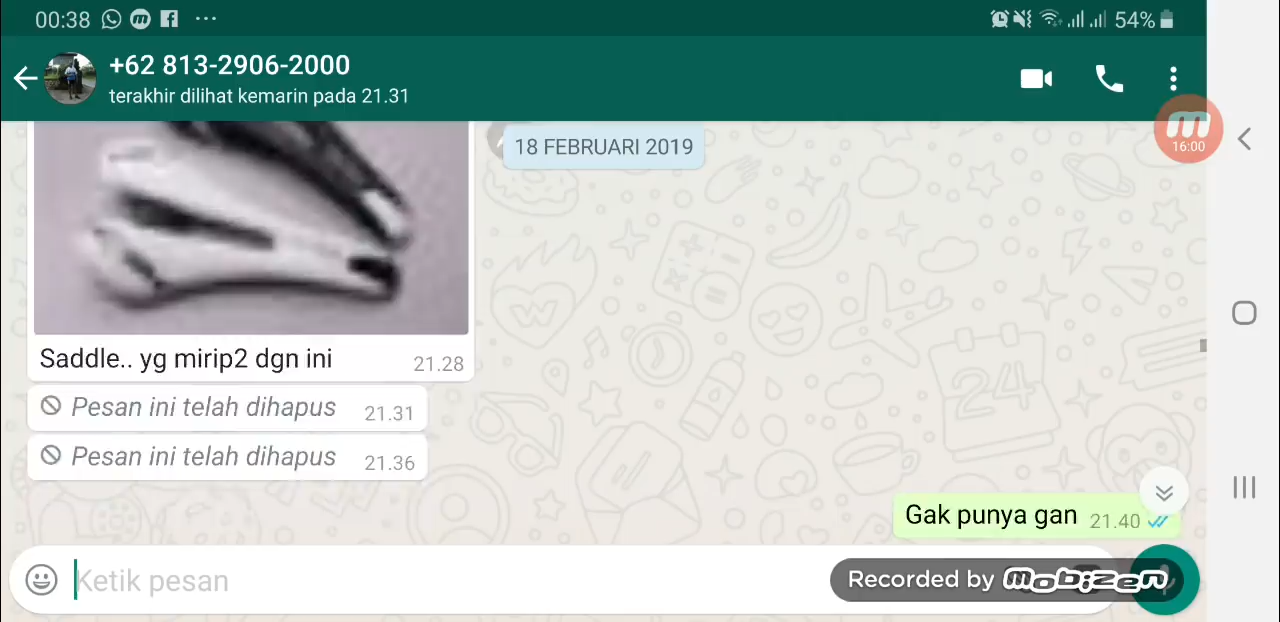 00:38 ... 54%
+62 813-2906-2000
terakhir dilihat kemarin pada 21.31
m
16:00
18 FEBRUARI 2019
Saddle.. yg mirip2 dgn ini 21.28
Pesan ini telah dihapus 21.31
Pesan ini telah dihapus 21.36
24
Gak punya gan 21.40
Ketik pesan
Recorded by mobizen